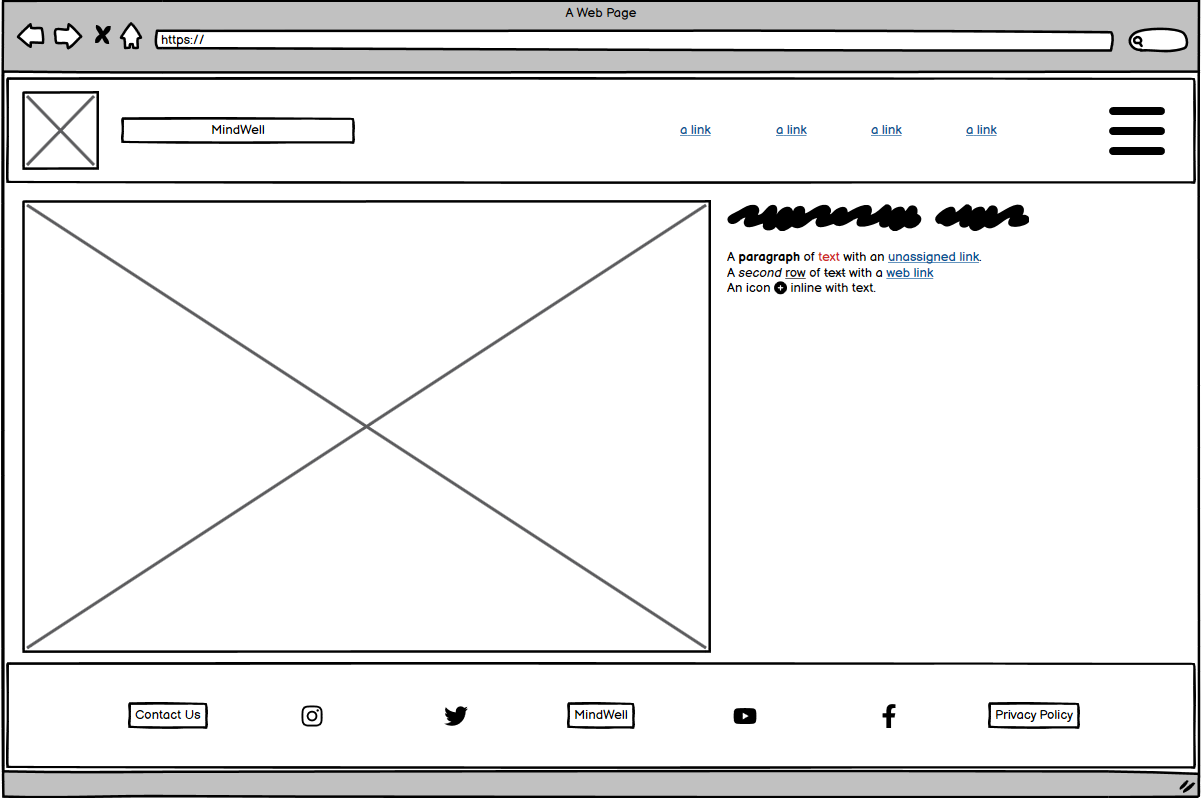 A Web Page
https://
MindWell
a link a link a link a link
A paragraph of text with an unassigned link.
A second row of text with a web link
An icon inline with text.
Contact Us MindWell Privacy Policy